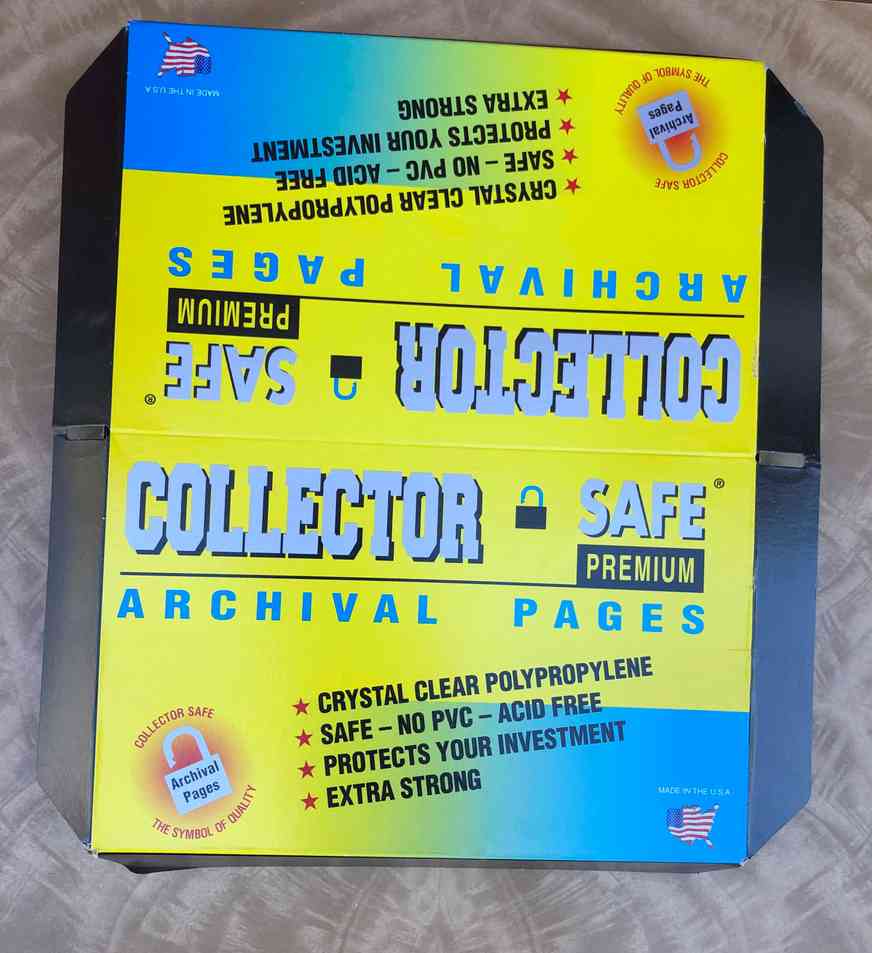 MADE IN THE U.S.A
THE SYMBOL OF QUALITY
Archival
Pages
COLLECTOR SAFE
★ EXTRA STRONG
★ PROTECTS YOUR INVESTMENT
★ SAFE – NO PVC – ACID FREE
★ CRYSTAL CLEAR POLYPROPYLENE
ARCHIVAL PAGES
PREMIUM
COLLECTOR SAFE®
COLLECTOR SAFE®
PREMIUM
ARCHIVAL PAGES
★ CRYSTAL CLEAR POLYPROPYLENE
★ SAFE – NO PVC – ACID FREE
★ PROTECTS YOUR INVESTMENT
★ EXTRA STRONG
COLLECTOR SAFE
Archival
Pages
THE SYMBOL OF QUALITY
MADE IN THE U.S.A